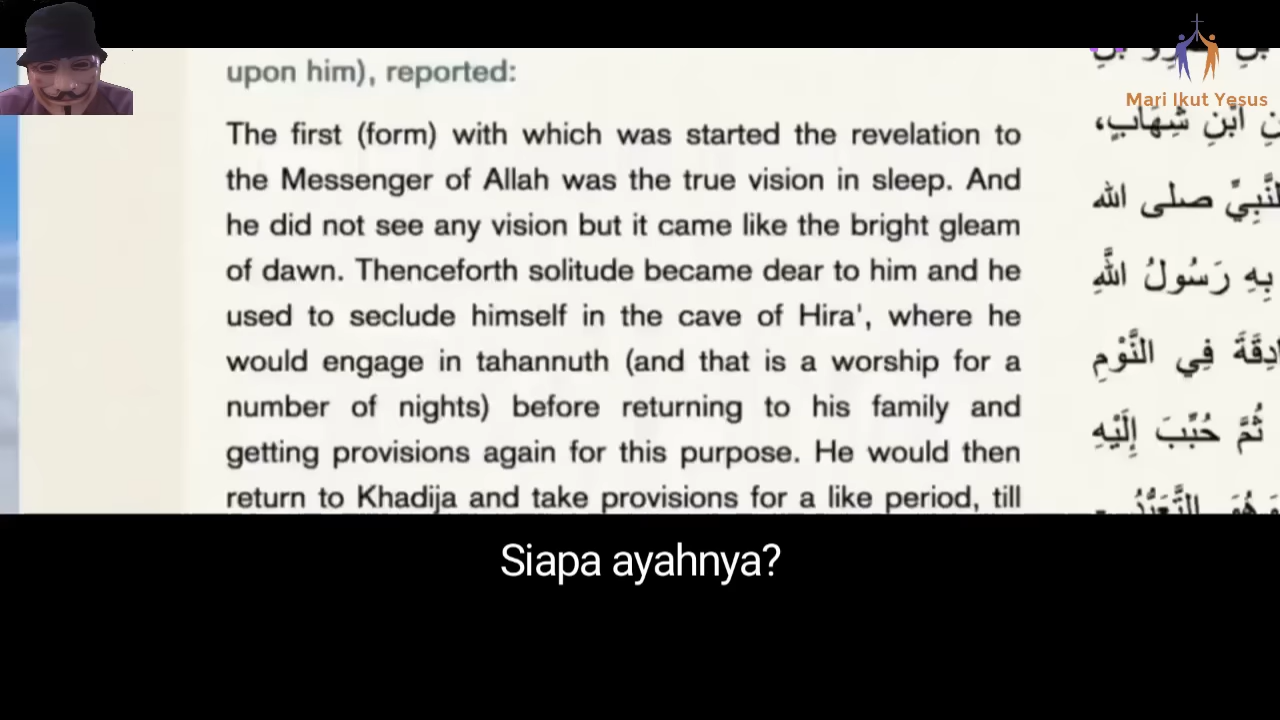 upon him), reported:
The first (form) with which was started the revelation to
the Messenger of Allah was the true vision in sleep. And
he did not see any vision but it came like the bright gleam
of dawn. Thenceforth solitude became dear to him and he
used to seclude himself in the cave of Hira', where he
would engage in tahannuth (and that is a worship for a
number of nights) before returning to his family and
getting provisions again for this purpose. He would then
return to Khadija and take provisions for a like period, till
ابْنِ شِهَابٍ،
صلى الله
بِهِ رَسُولُ اللَّهِ
فِي النَّوْمِ
ثُمَّ حُبِّبَ إِلَيْهِ
Mari Ikut Yesus
Siapa ayahnya?